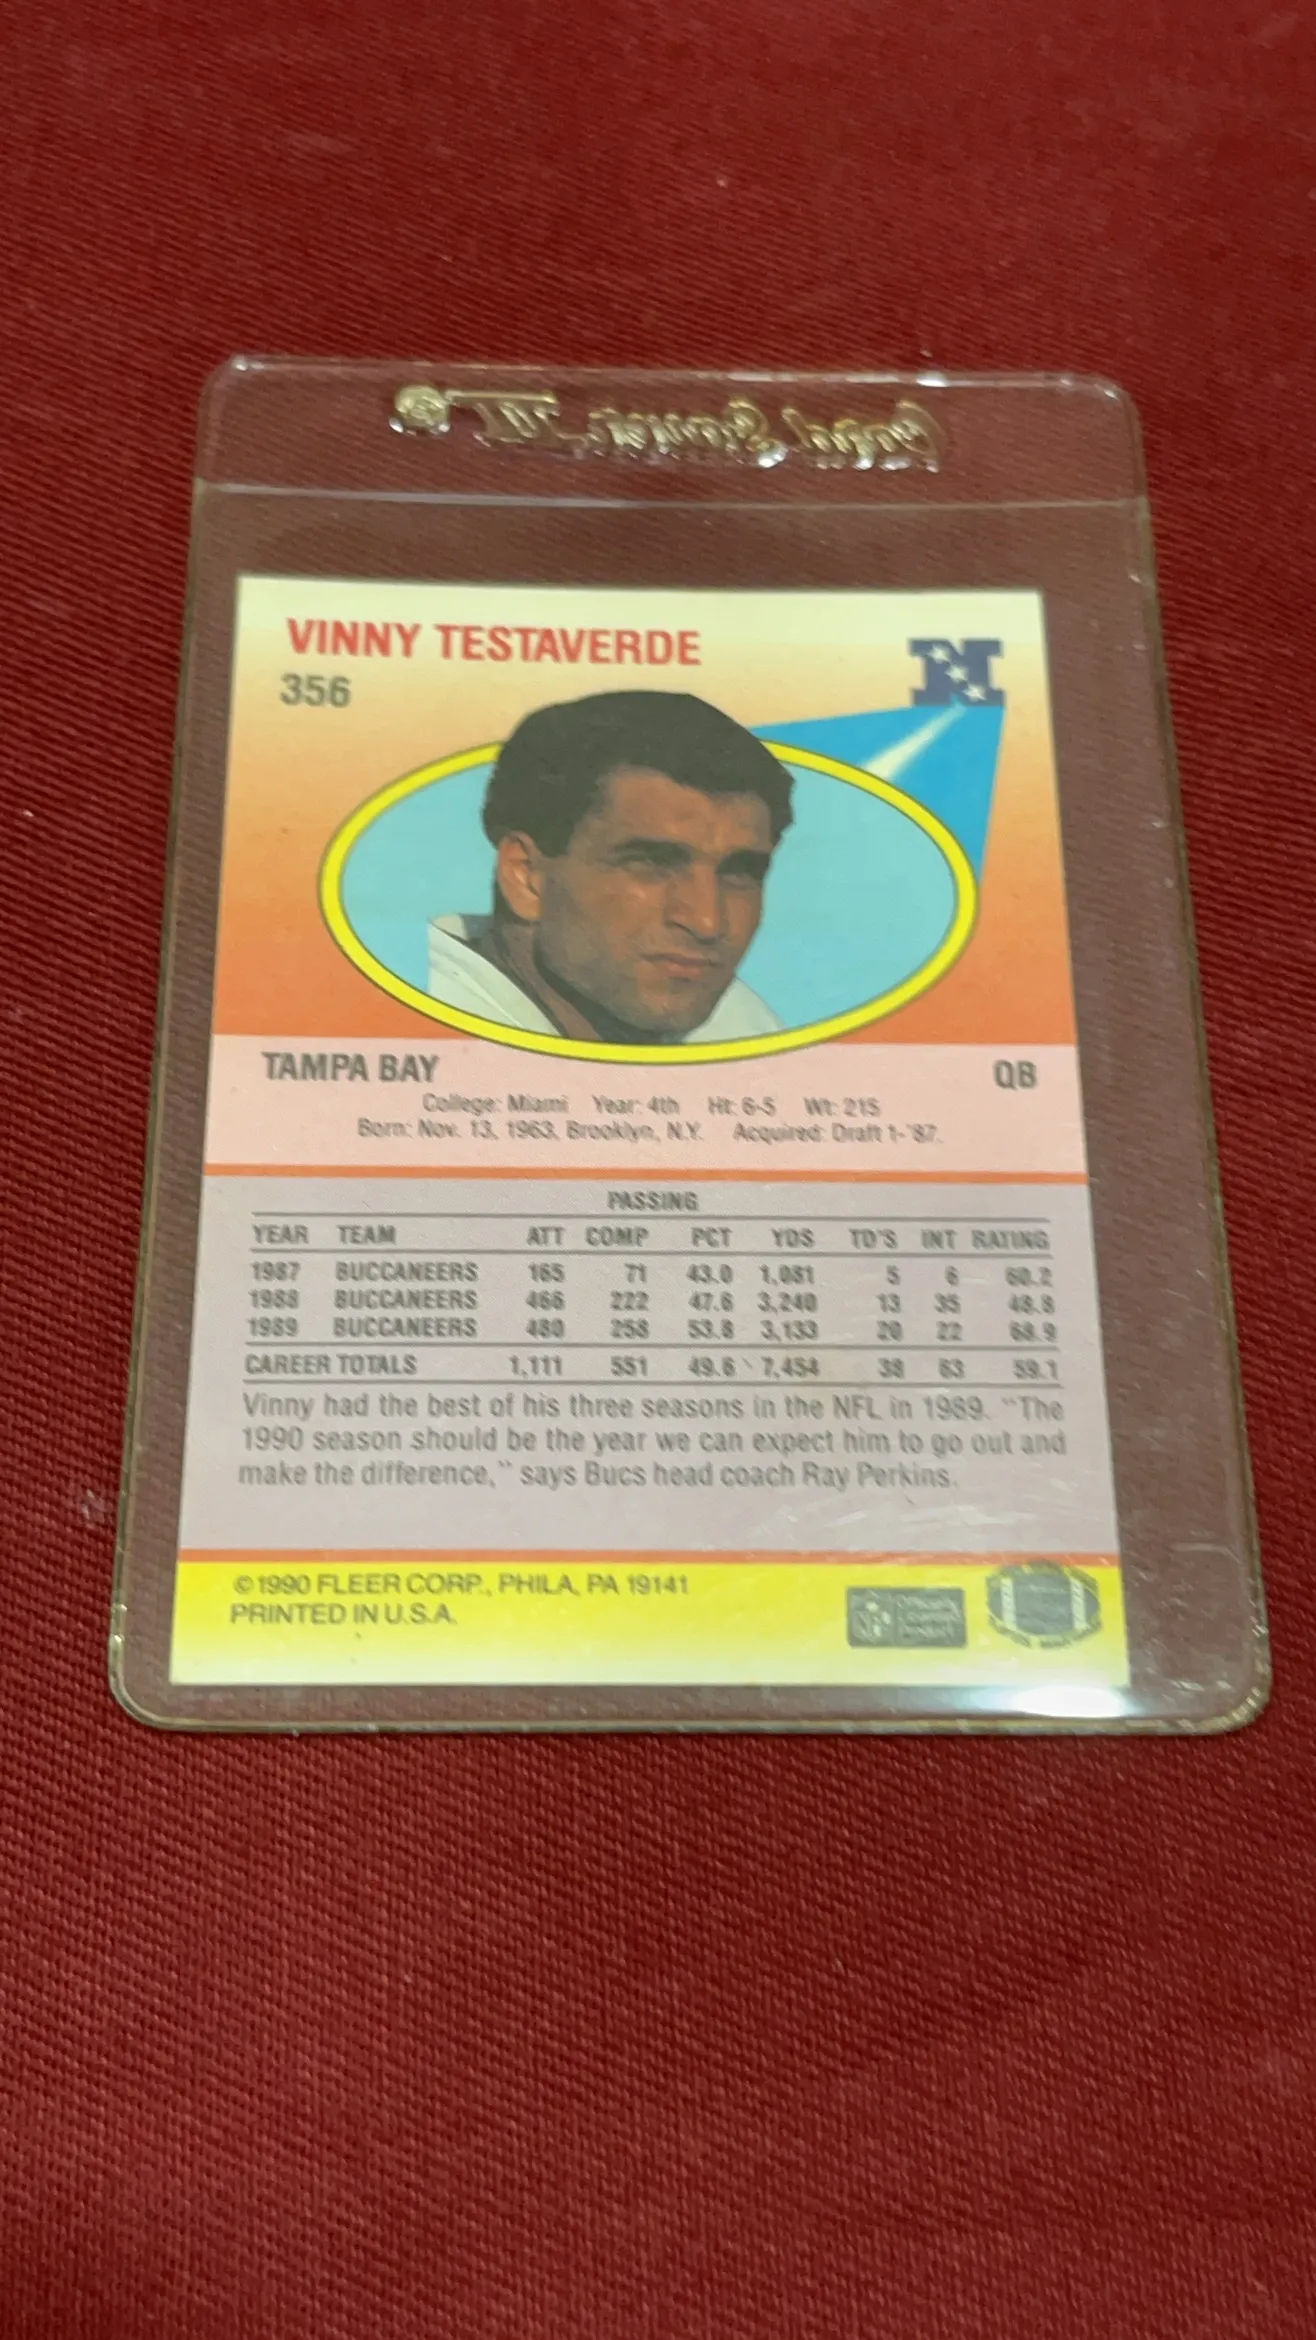 VINNY TESTAVERDE
356
N
TAMPA BAY QB
College: Miami Year: 4th Ht: 6-5 Wt: 215
Born: Nov. 13, 1963, Brooklyn, N.Y. Acquired: Draft 1-'87.
PASSING
YEAR TEAM ATT COMP PCT YDS TD'S INT RATING
1987 BUCCANEERS 165 71 43.0 1,081 5 6 60.2
1988 BUCCANEERS 466 222 47.6 3,240 13 35 48.8
1989 BUCCANEERS 480 258 53.8 3,133 20 22 68.9
CAREER TOTALS 1,111 551 49.6 7,454 38 63 59.1
Vinny had the best of his three seasons in the NFL in 1989. "The
1990 season should be the year we can expect him to go out and
make the difference," says Bucs head coach Ray Perkins.
© 1990 FLEER CORP., PHILA, PA 19141
PRINTED IN U.S.A.
NFL
Officially
Licensed
Product